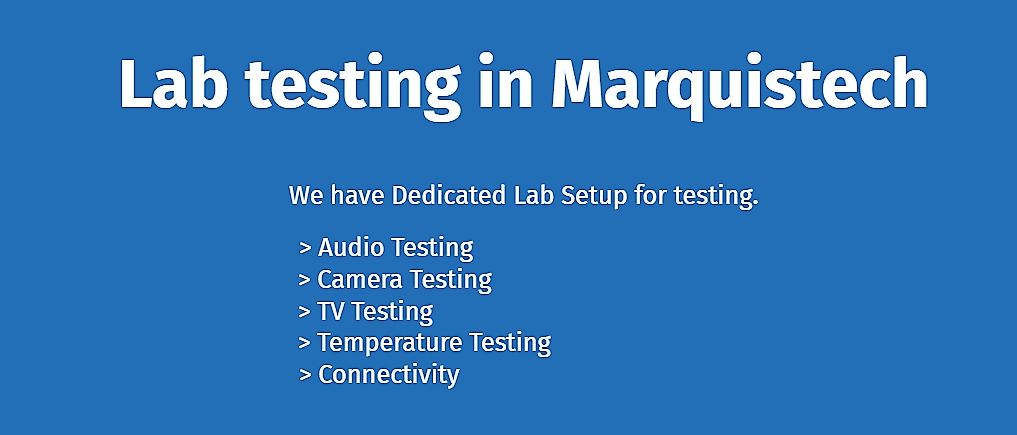 Lab testing in Marquistech
We have Dedicated Lab Setup for testing.
> Audio Testing
> Camera Testing
> TV Testing
> Temperature Testing
> Connectivity